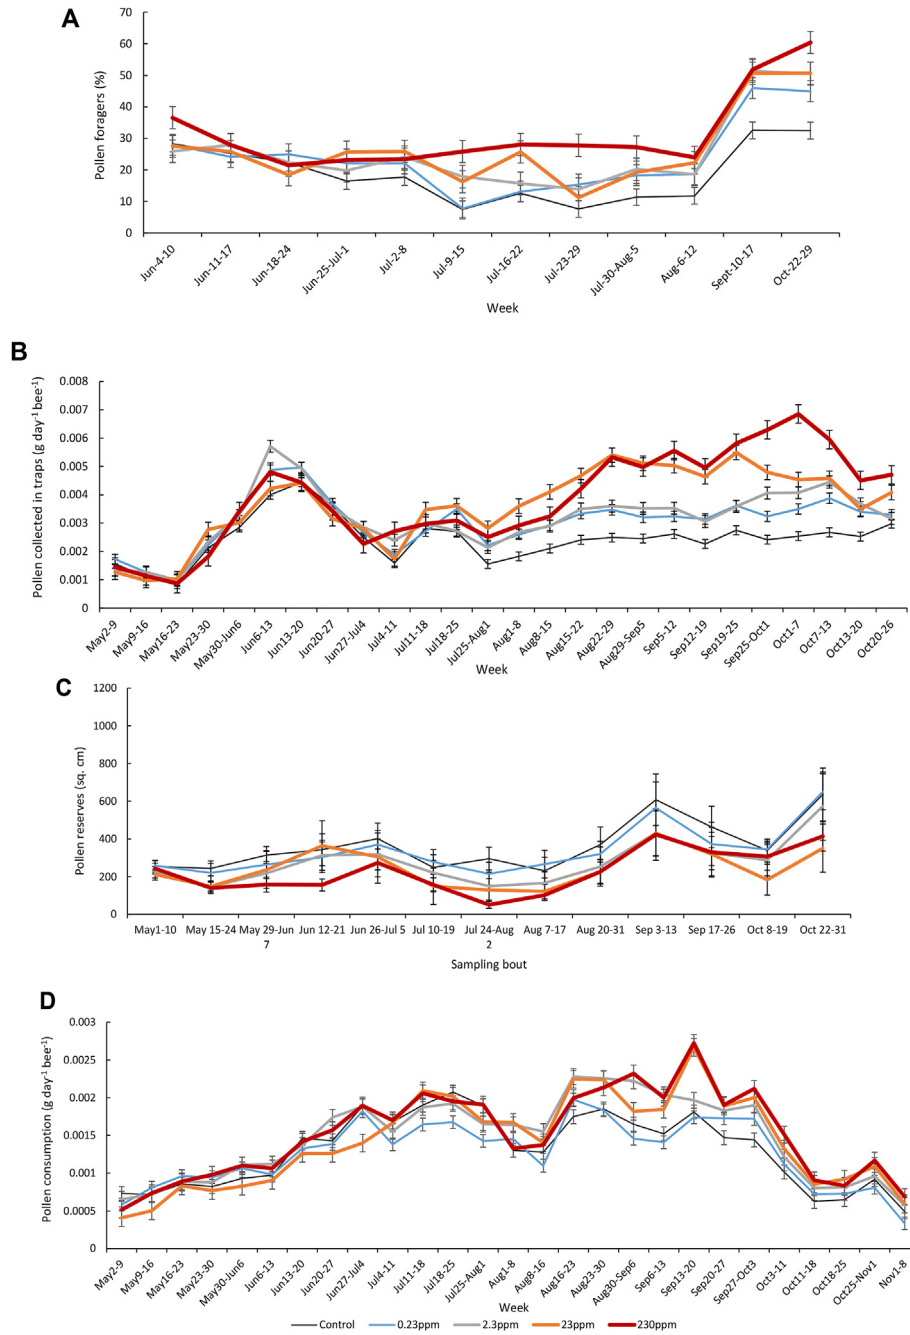 A
Pollen foragers (%)
70
60
50
40
30
20
10
0
Jun-4-10
Jun-11-17
Jun-18-24
Jun-25-Jul-1
Jul-2-8
Jul-9-15
Jul-16-22
Jul-23-29
Jul-30-Aug-5
Aug-6-12
Sept-10-17
Oct-22-29
Week
B
Pollen collected in traps (g day⁻¹ bee⁻¹)
0.008
0.007
0.006
0.005
0.004
0.003
0.002
0.001
0
May2-9
May9-16
May16-23
May23-30
May30-Jun6
Jun6-13
Jun13-20
Jun20-27
Jun27-Jul4
Jul4-11
Jul11-18
Jul18-25
Jul25-Aug1
Aug1-8
Aug8-15
Aug15-22
Aug22-29
Aug29-Sep5
Sep5-12
Sep12-19
Sep19-25
Sep25-Oct1
Oct1-7
Oct7-13
Oct13-20
Oct20-26
Week
C
Pollen reserves (sq. cm)
1200
1000
800
600
400
200
0
May1-10 May 15-24 May 29-Jun Jun 12-21 Jun 26-Jul 5 Jul 10-19 Jul 24-Aug Aug 7-17 Aug 20-31 Sep 3-13 Sep 17-26 Oct 8-19 Oct 22-31
7 2
Sampling bout
D
Pollen consumption (g day⁻¹ bee⁻¹)
0.003
0.0025
0.002
0.0015
0.001
0.0005
0
May2-9
May9-16
May16-23
May23-30
May30-Jun6
Jun6-13
Jun13-20
Jun20-27
Jun27-Jul4
Jul4-11
Jul11-18
Jul18-25
Jul25-Aug1
Aug1-8
Aug8-16
Aug16-23
Aug23-30
Aug30-Sep6
Sep6-13
Sep13-20
Sep20-27
Sep27-Oct3
Oct3-11
Oct11-18
Oct18-25
Oct25-Nov1
Nov1-8
Week
Control 0.23ppm 2.3ppm 23ppm 230ppm